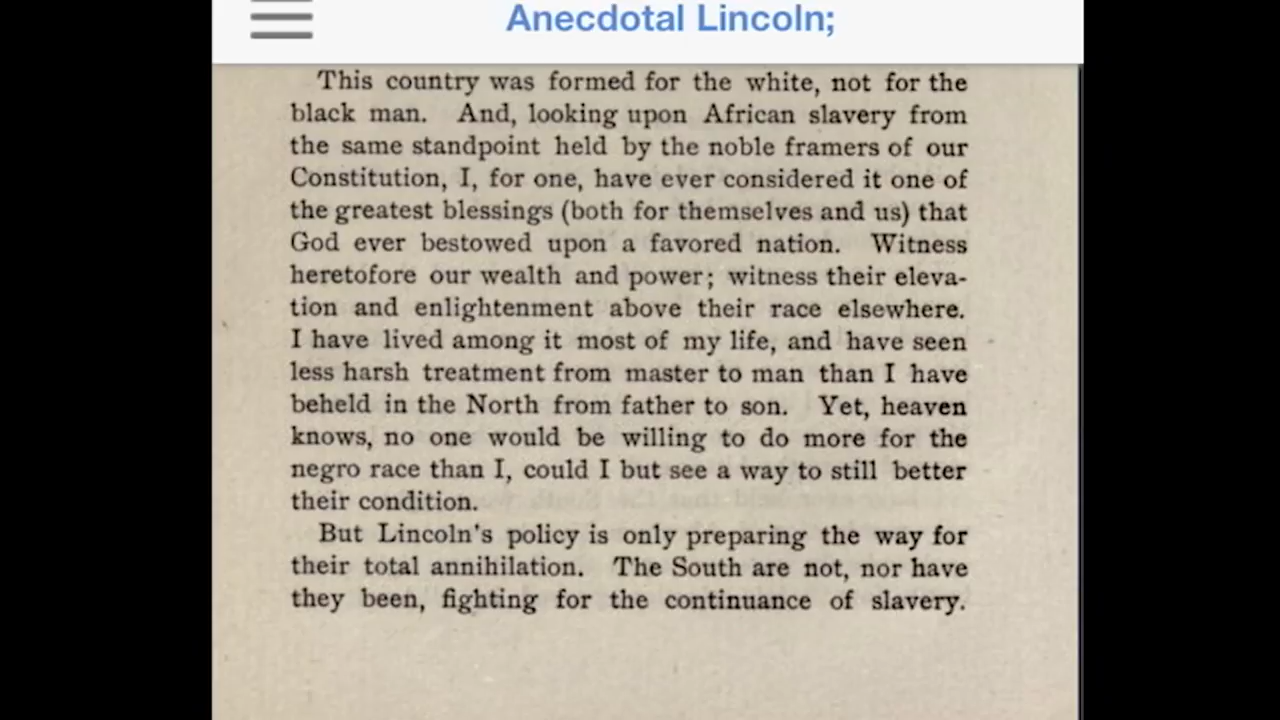 Anecdotal Lincoln;
This country was formed for the white, not for the
black man. And, looking upon African slavery from
the same standpoint held by the noble framers of our
Constitution, I, for one, have ever considered it one of
the greatest blessings (both for themselves and us) that
God ever bestowed upon a favored nation. Witness
heretofore our wealth and power; witness their eleva-
tion and enlightenment above their race elsewhere.
I have lived among it most of my life, and have seen
less harsh treatment from master to man than I have
beheld in the North from father to son. Yet, heaven
knows, no one would be willing to do more for the
negro race than I, could I but see a way to still better
their condition.
But Lincoln's policy is only preparing the way for
their total annihilation. The South are not, nor have
they been, fighting for the continuance of slavery.